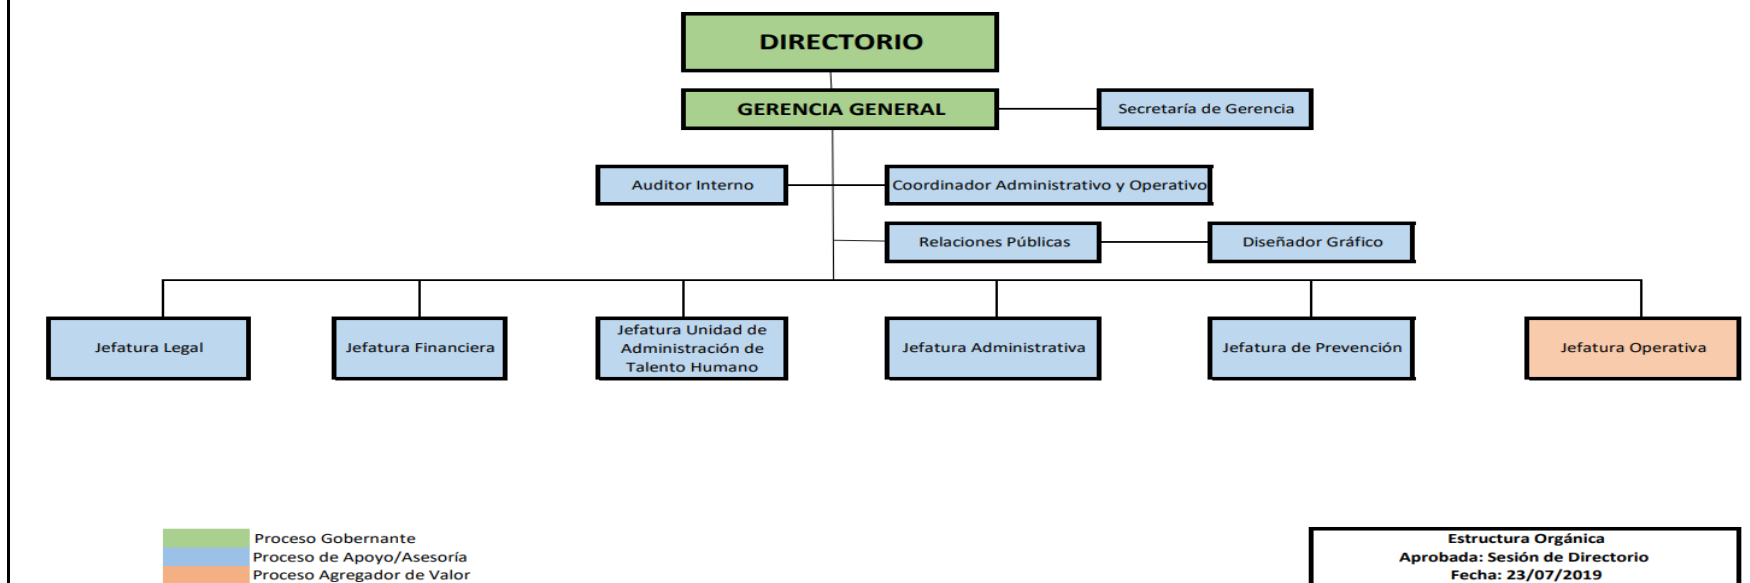 DIRECTORIO
GERENCIA GENERAL
Secretaría de Gerencia
Auditor Interno
Coordinador Administrativo y Operativo
Relaciones Públicas
Diseñador Gráfico
Jefatura Legal
Jefatura Financiera
Jefatura Unidad de
Administración de
Talento Humano
Jefatura Administrativa
Jefatura de Prevención
Jefatura Operativa
Proceso Gobernante
Proceso de Apoyo/Asesoría
Proceso Agregador de Valor
Estructura Orgánica
Aprobada: Sesión de Directorio
Fecha: 23/07/2019